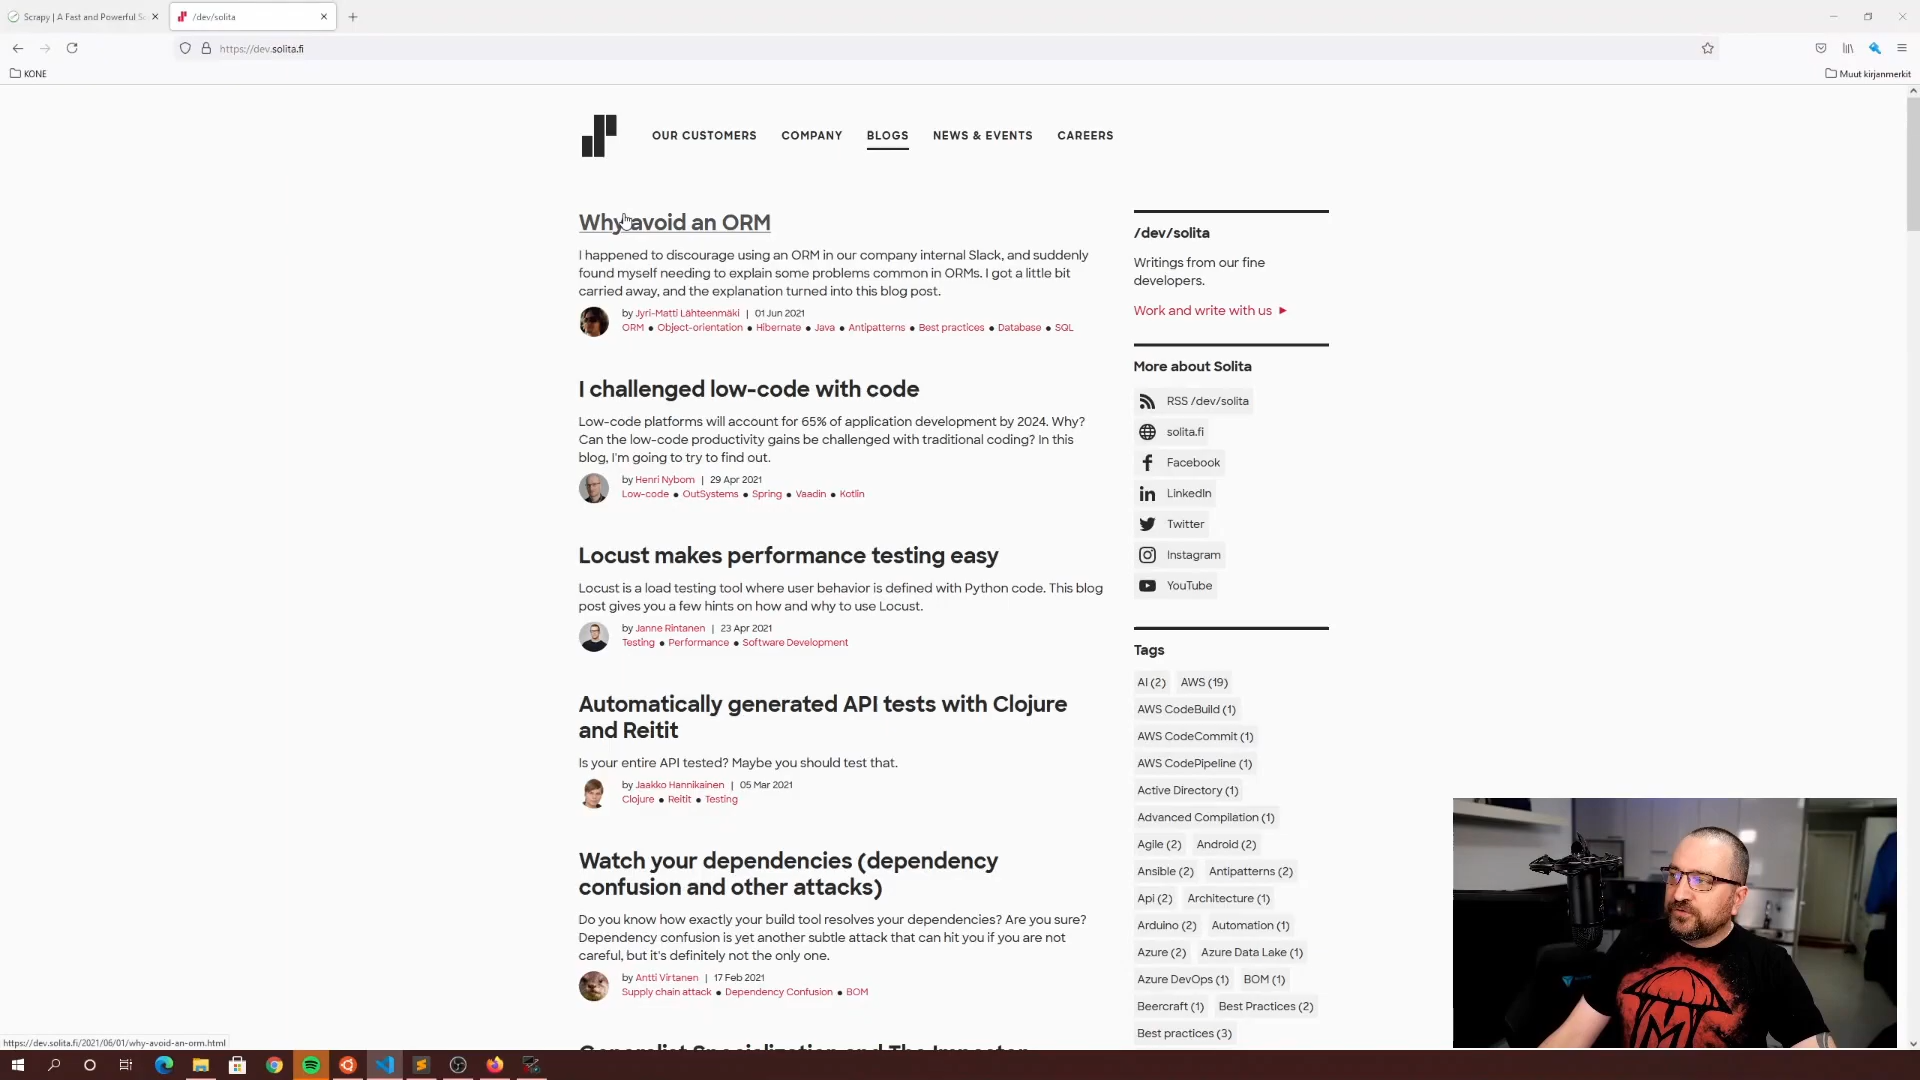 Scrapy | A Fast and Powerful Sc
/dev/solita
https://dev.solita.fi
KONE
Muut kirjanmerkit
OUR CUSTOMERS
COMPANY
BLOGS
NEWS & EVENTS
CAREERS
Why avoid an ORM
I happened to discourage using an ORM in our company internal Slack, and suddenly
found myself needing to explain some problems common in ORMs. I got a little bit
carried away, and the explanation turned into this blog post.
by Jyri-Matti Lähteenmäki | 01 Jun 2021
ORM ● Object-orientation ● Hibernate ● Java ● Antipatterns ● Best practices ● Database ● SQL
I challenged low-code with code
Low-code platforms will account for 65% of application development by 2024. Why?
Can the low-code productivity gains be challenged with traditional coding? In this
blog, I'm going to try to find out.
by Henri Nybom | 29 Apr 2021
Low-code ● OutSystems ● Spring ● Vaadin ● Kotlin
Locust makes performance testing easy
Locust is a load testing tool where user behavior is defined with Python code. This blog
post gives you a few hints on how and why to use Locust.
by Janne Rintanen | 23 Apr 2021
Testing ● Performance ● Software Development
Automatically generated API tests with Clojure
and Reitit
Is your entire API tested? Maybe you should test that.
by Jaakko Hannikainen | 05 Mar 2021
Clojure ● Reitit ● Testing
Watch your dependencies (dependency
confusion and other attacks)
Do you know how exactly your build tool resolves your dependencies? Are you sure?
Dependency confusion is yet another subtle attack that can hit you if you are not
careful, but it's definitely not the only one.
by Antti Virtanen | 17 Feb 2021
Supply chain attack ● Dependency Confusion ● BOM
Generalist Specialization and The Imposter
/dev/solita
Writings from our fine
developers.
Work and write with us ►
More about Solita
RSS /dev/solita
solita.fi
Facebook
LinkedIn
Twitter
Instagram
YouTube
Tags
AI (2) AWS (19)
AWS CodeBuild (1)
AWS CodeCommit (1)
AWS CodePipeline (1)
Active Directory (1)
Advanced Compilation (1)
Agile (2) Android (2)
Ansible (2) Antipatterns (2)
Api (2) Architecture (1)
Arduino (2) Automation (1)
Azure (2) Azure Data Lake (1)
Azure DevOps (1) BOM (1)
Beercraft (1) Best Practices (2)
Best practices (3)
https://dev.solita.fi/2021/06/01/why-avoid-an-orm.html